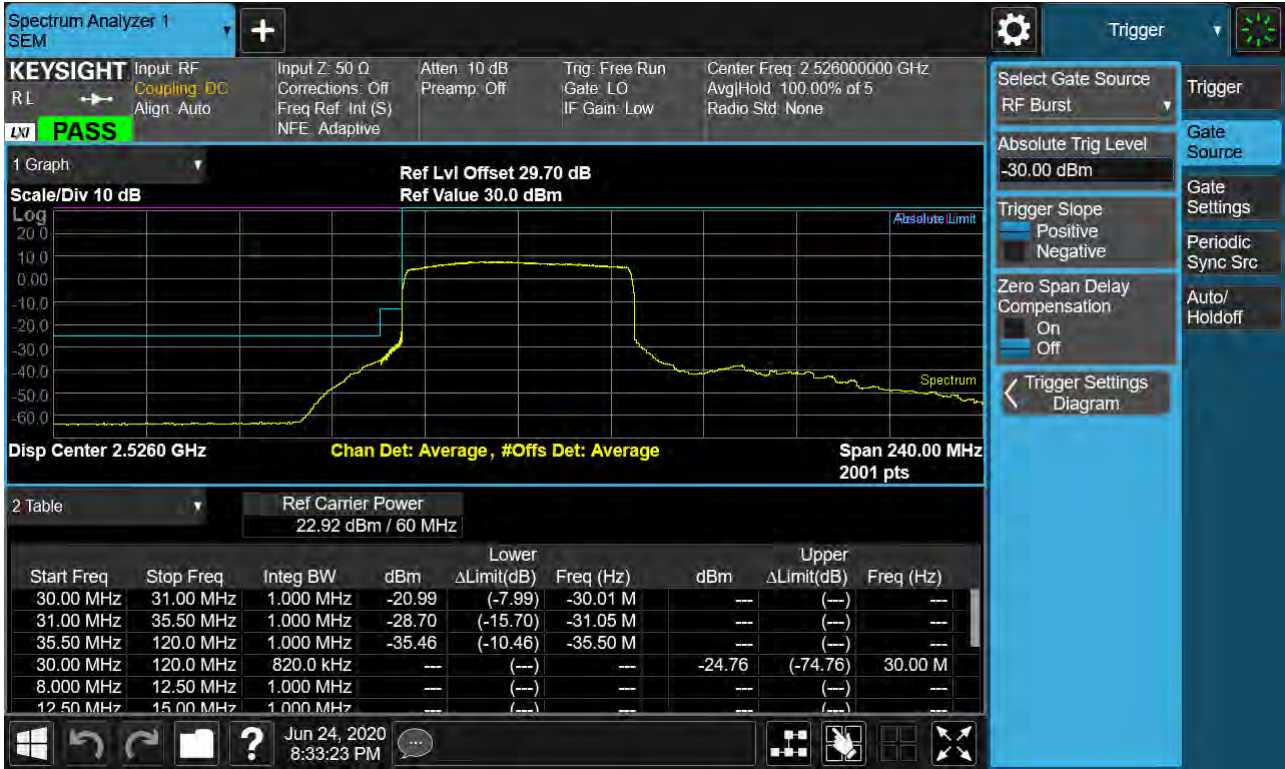 Spectrum Analyzer 1
SEM
Trigger
KEYSIGHT
Input: RF
Coupling: DC
Align: Auto
Input Z: 50 Ω
Corrections: Off
Freq Ref: Int (S)
NFE: Adaptive
Atten: 10 dB
Preamp: Off
Trig: Free Run
Gate: LO
IF Gain: Low
Center Freq: 2.526000000 GHz
Avg|Hold: 100.00% of 5
Radio Std: None
R L
LXI PASS
1 Graph
Scale/Div 10 dB
Ref Lvl Offset 29.70 dB
Ref Value 30.0 dBm
Log
Absolute Limit
20.0
10.0
0.00
-10.0
-20.0
-30.0
-40.0
-50.0
-60.0
Spectrum
Disp Center 2.5260 GHz
Chan Det: Average, #Offs Det: Average
Span 240.00 MHz
2001 pts
2 Table
Ref Carrier Power
22.92 dBm / 60 MHz
Lower Upper
Start Freq Stop Freq Integ BW dBm ΔLimit(dB) Freq (Hz) dBm ΔLimit(dB) Freq (Hz)
30.00 MHz 31.00 MHz 1.000 MHz -20.99 (-7.99) -30.01 M --- (---) ---
31.00 MHz 35.50 MHz 1.000 MHz -28.70 (-15.70) -31.05 M --- (---) ---
35.50 MHz 120.0 MHz 1.000 MHz -35.46 (-10.46) -35.50 M --- (---) ---
30.00 MHz 120.0 MHz 820.0 kHz --- (---) --- -24.76 (-74.76) 30.00 M
8.000 MHz 12.50 MHz 1.000 MHz --- (---) --- --- (---) ---
12.50 MHz 15.00 MHz 1.000 MHz --- (---) --- --- (---) ---
Jun 24, 2020
8:33:23 PM
Select Gate Source
RF Burst
Absolute Trig Level
-30.00 dBm
Trigger Slope
Positive
Negative
Zero Span Delay
Compensation
On
Off
Trigger Settings
Diagram
Trigger
Gate
Source
Gate
Settings
Periodic
Sync Src
Auto/
Holdoff